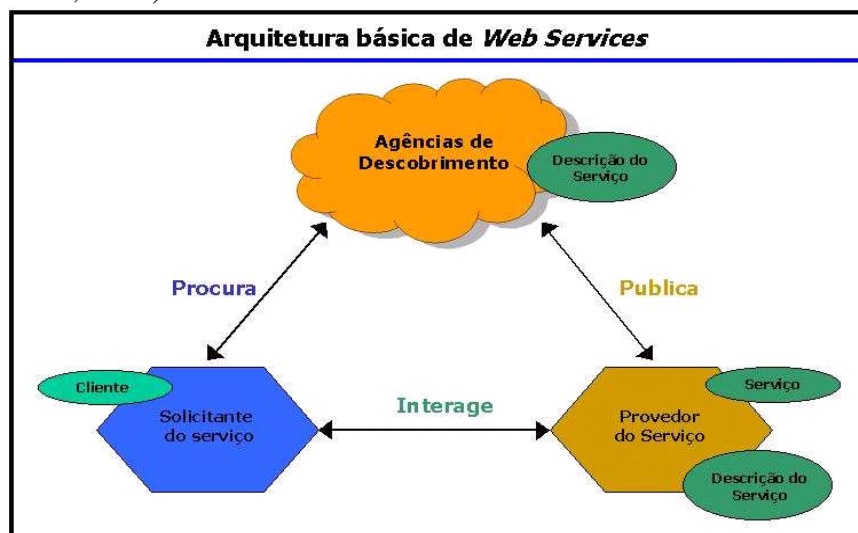 Arquitetura básica de Web Services
Agências de
Descobrimento
Descrição do
Serviço
Procura
Publica
Cliente
Solicitante
do serviço
Interage
Serviço
Provedor
do Serviço
Descrição do
Serviço